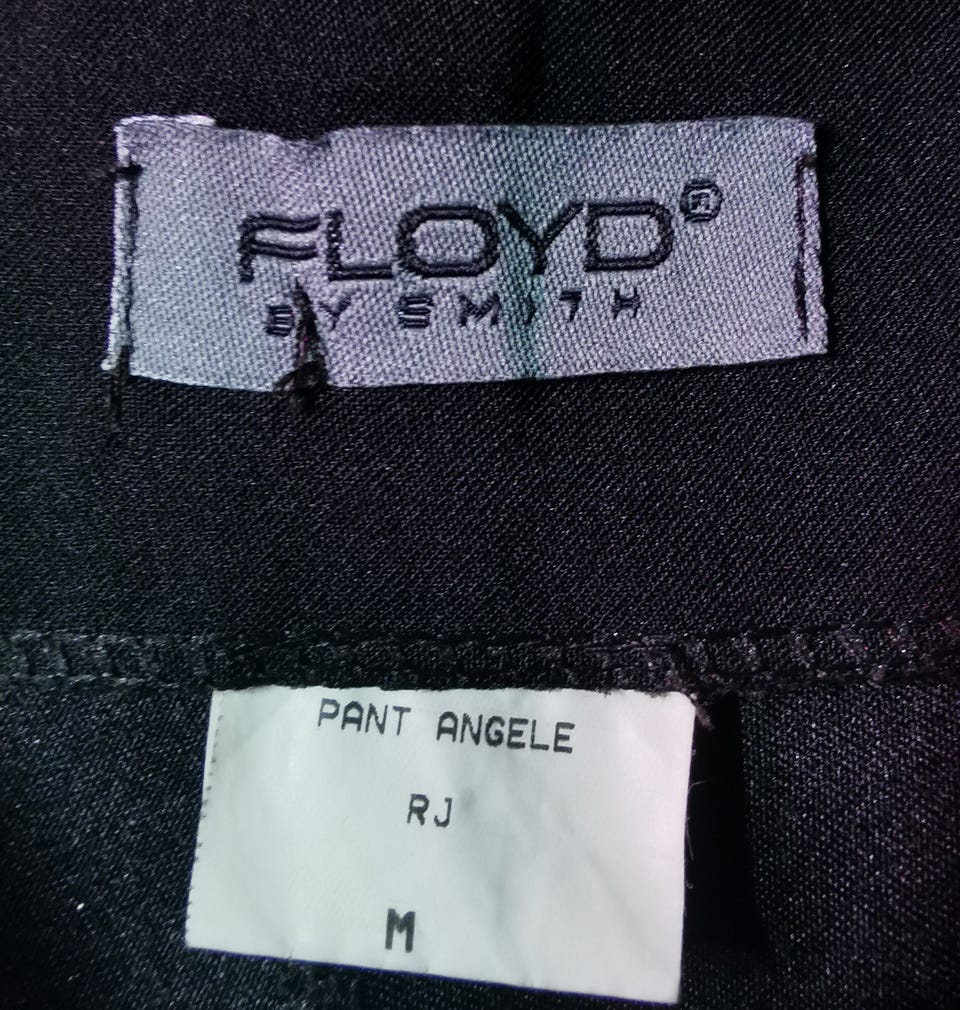 FLOYD®
BY SMITH
PANT ANGELE
RJ
M